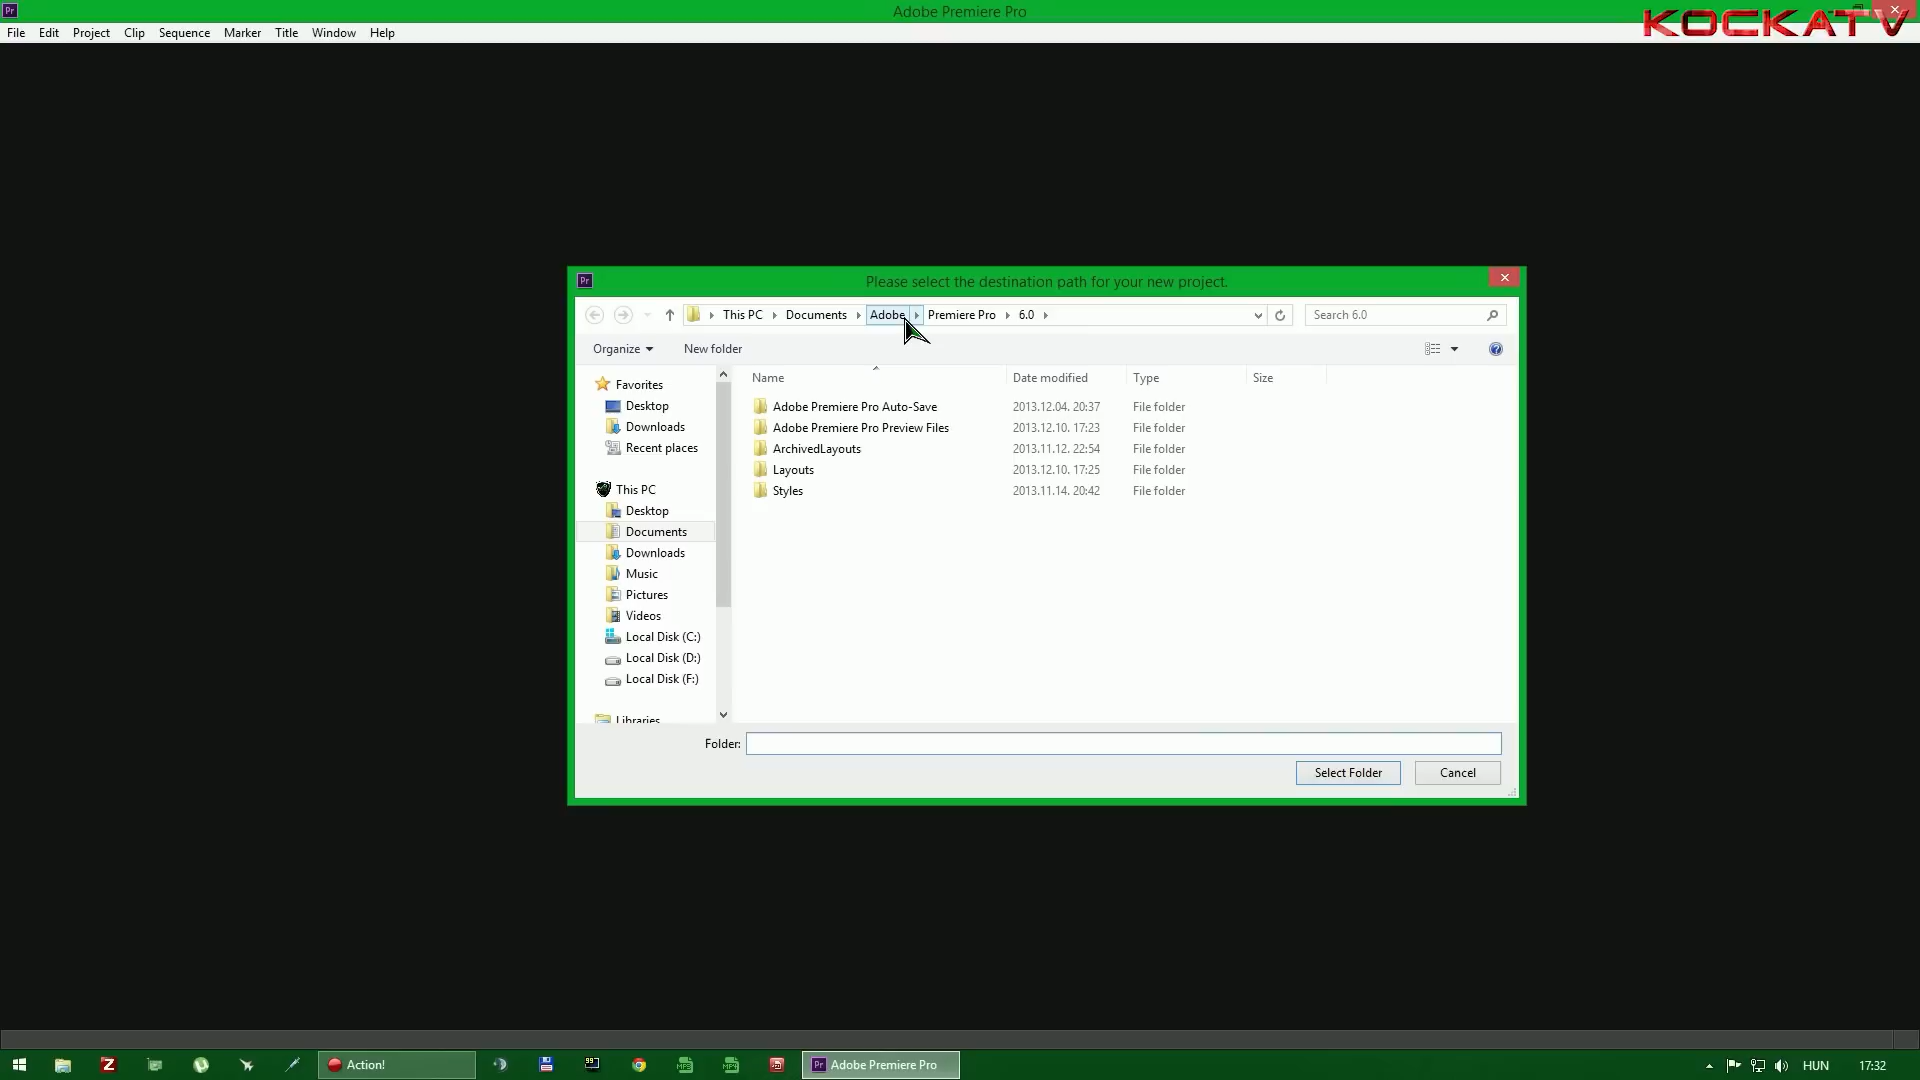 Pr
Adobe Premiere Pro
KOCKATV
File Edit Project Clip Sequence Marker Title Window Help
Pr
Please select the destination path for your new project.
This PC Documents Adobe Premiere Pro 6.0
Search 6.0
Organize New folder
Name Date modified Type Size
Favorites
Desktop
Downloads
Recent places
This PC
Desktop
Documents
Downloads
Music
Pictures
Videos
Local Disk (C:)
Local Disk (D:)
Local Disk (F:)
Libraries
Adobe Premiere Pro Auto-Save 2013.12.04. 20:37 File folder
Adobe Premiere Pro Preview Files 2013.12.10. 17:23 File folder
ArchivedLayouts 2013.11.12. 22:54 File folder
Layouts 2013.12.10. 17:25 File folder
Styles 2013.11.14. 20:42 File folder
Folder:
Select Folder Cancel
Z Action! 99 MP3 MP4 Pr Adobe Premiere Pro HUN 17:32